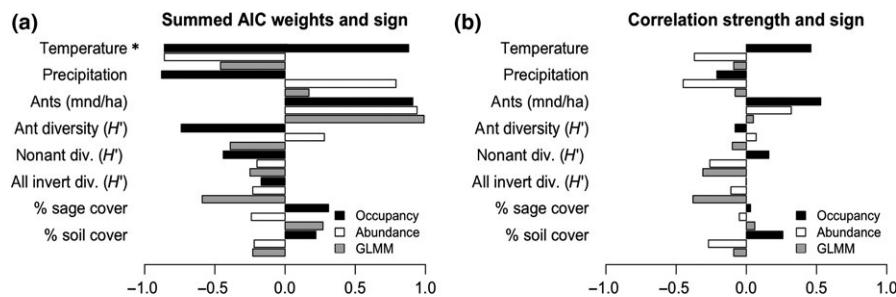 (a) Summed AIC weights and sign
Temperature *
Precipitation
Ants (mnd/ha)
Ant diversity (H')
Nonant div. (H')
All invert div. (H')
% sage cover
% soil cover
Occupancy
Abundance
GLMM
−1.0 −0.5 0.0 0.5 1.0
(b) Correlation strength and sign
Temperature
Precipitation
Ants (mnd/ha)
Ant diversity (H')
Nonant div. (H')
All invert div. (H')
% sage cover
% soil cover
Occupancy
Abundance
GLMM
−1.0 −0.5 0.0 0.5 1.0